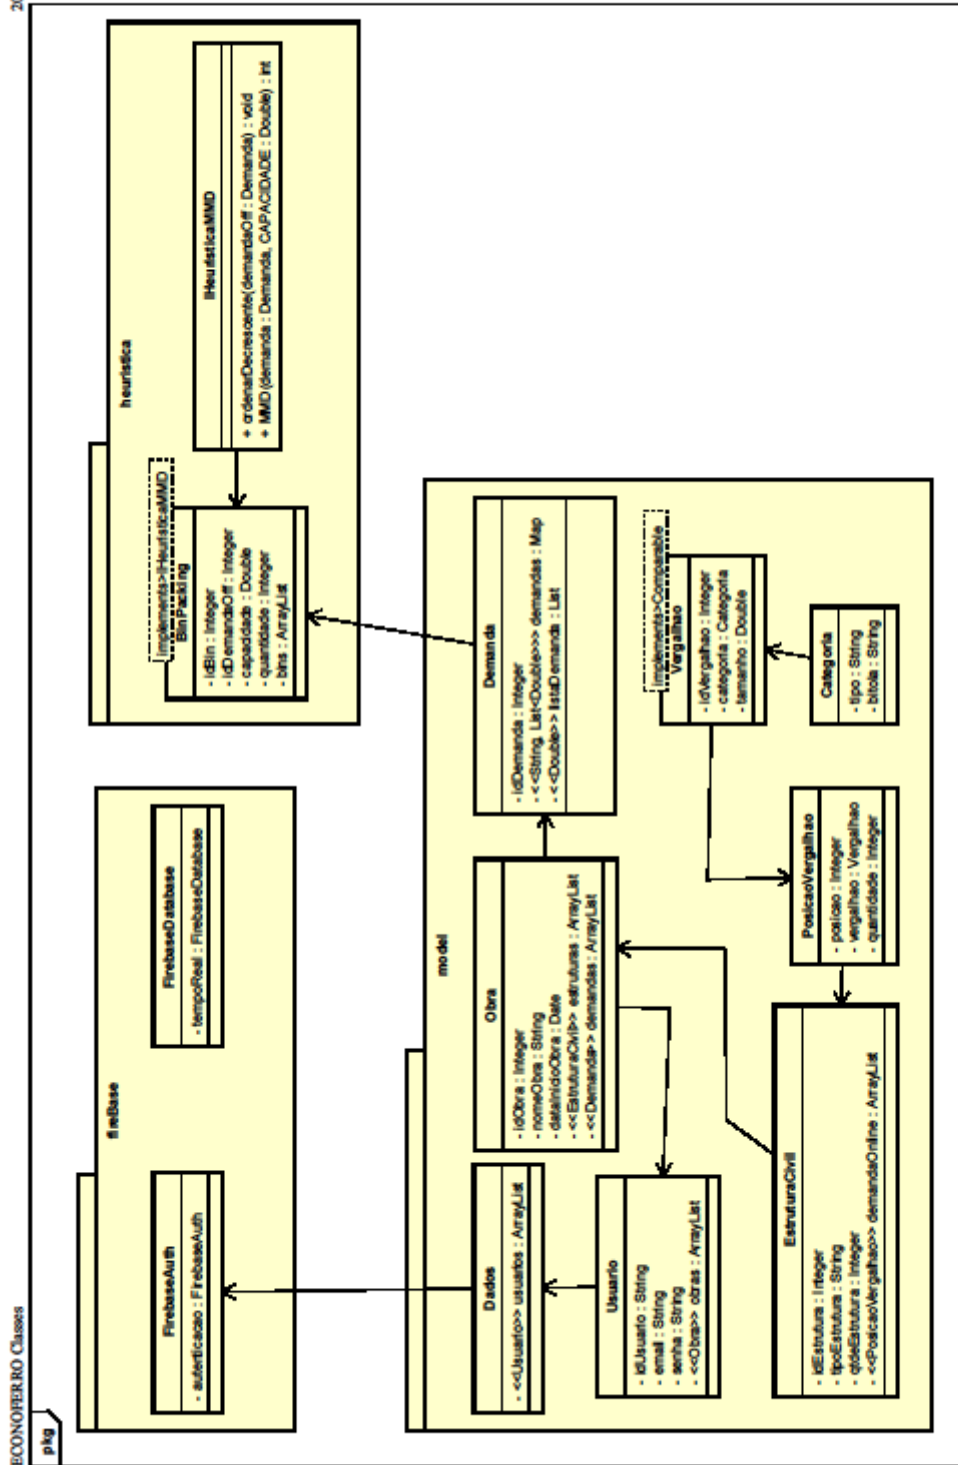 ECONOFERRO Classes
20
pkg
fireBase
FirebaseAuth
- autenticacao : FirebaseAuth
FirebaseDatabase
- tempoReal : FirebaseDatabase
heuristica
implements>IHeuristicaMMD
BinPacking
- idBin : Integer
- idDemandaOff : Integer
- capacidade : Double
- quantidade : Integer
- bins : ArrayList
IHeuristicaMMD
+ ordenarDecrescente(demandaOff : Demanda) : void
+ MMD(demanda : Demanda, CAPACIDADE : Double) : int
model
Dados
- <<Usuario>> usuarios : ArrayList
Obra
- idObra : Integer
- nomeObra : String
- dataInicioObra : Date
- <<EstruturaCivil>> estruturas : ArrayList
- <<Demanda>> demandas : ArrayList
Demanda
- idDemanda : Integer
- <<String, List<Double>>> demandas : Map
- <<Double>> listaDemanda : List
Usuario
- idUsuario : String
- email : String
- senha : String
- <<Obra>> obras : ArrayList
implements>Comparable
Vergalhao
- idVergalhao : Integer
- categoria : Categoria
- tamanho : Double
EstruturaCivil
- idEstrutura : Integer
- tipoEstrutura : String
- qtdeEstrutura : Integer
- <<PosicaoVergalhao>> demandaOnline : ArrayList
PosicaoVergalhao
- posicao : Integer
- vergalhao : Vergalhao
- quantidade : Integer
Categoria
- tipo : String
- bitola : String